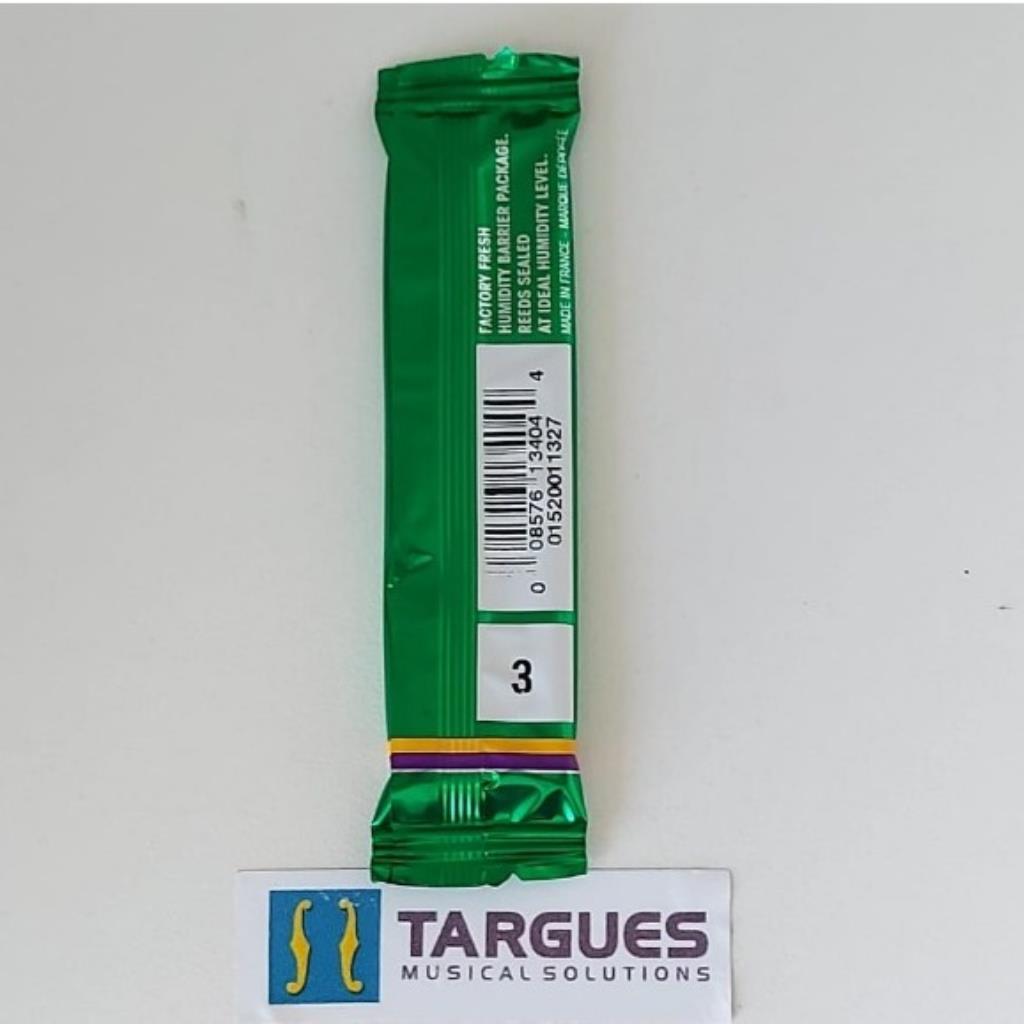 FACTORY FRESH
HUMIDITY BARRIER PACKAGE.
REEDS SEALED
AT IDEAL HUMIDITY LEVEL.
MADE IN FRANCE - MARQUE DÉPOSÉE
0 08576 13404 4
01520011327
3
TARGUES
MUSICAL SOLUTIONS